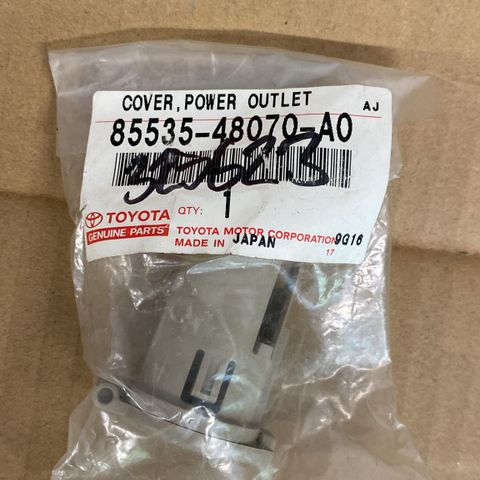 COVER, POWER OUTLET AJ
85535-48070-A0
QTY: 1
TOYOTA
GENUINE PARTS
TOYOTA MOTOR CORPORATION 9G16
MADE IN JAPAN 17